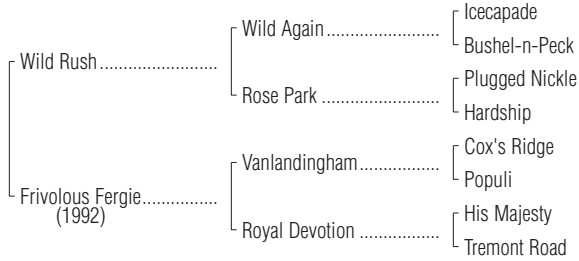 Icecapade
Wild Again ........................
Bushel-n-Peck
Wild Rush .........................
Plugged Nickle
Rose Park .........................
Hardship
Cox's Ridge
Vanlandingham ................
Populi
Frivolous Fergie ................
(1992)
His Majesty
Royal Devotion .................
Tremont Road